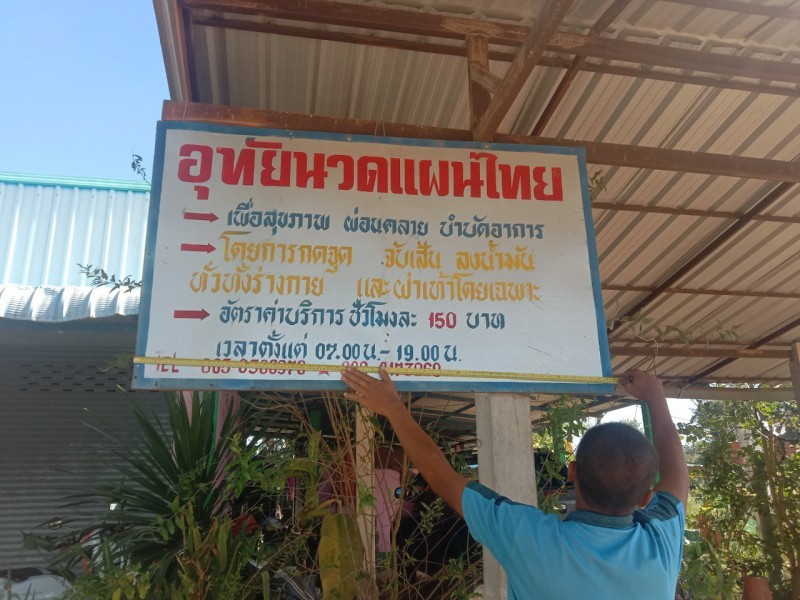 อุทัยนวดแผนไทย
เพื่อสุขภาพ ผ่อนคลาย บำบัดอาการ
โดยการกดจุด จับเส้น ลงน้ำมัน
ทั่วทั้งร่างกาย และฝ่าเท้าโดยเฉพาะ
อัตราค่าบริการ ชั่วโมงละ 150 บาท
เวลาตั้งแต่ 07.00 น.- 19.00 น.
TEL